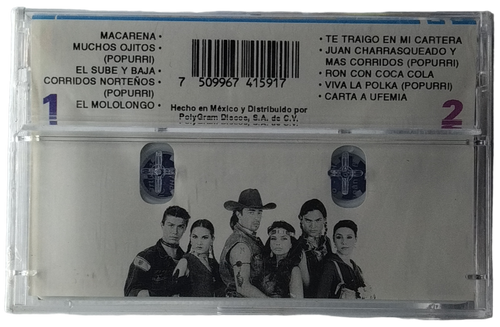 MACARENA •
MUCHOS OJITOS •
(POPURRI)
EL SUBE Y BAJA •
CORRIDOS NORTEÑOS •
(POPURRI)
EL MOLOLONGO •
1
7 509967 415917
Hecho en México y Distribuido por
PolyGram Discos, S.A. de C.V.
• TE TRAIGO EN MI CARTERA
• JUAN CHARRASQUEADO Y
MAS CORRIDOS (POPURRI)
• RON CON COCA COLA
• VIVA LA POLKA (POPURRI)
• CARTA A UFEMIA
2